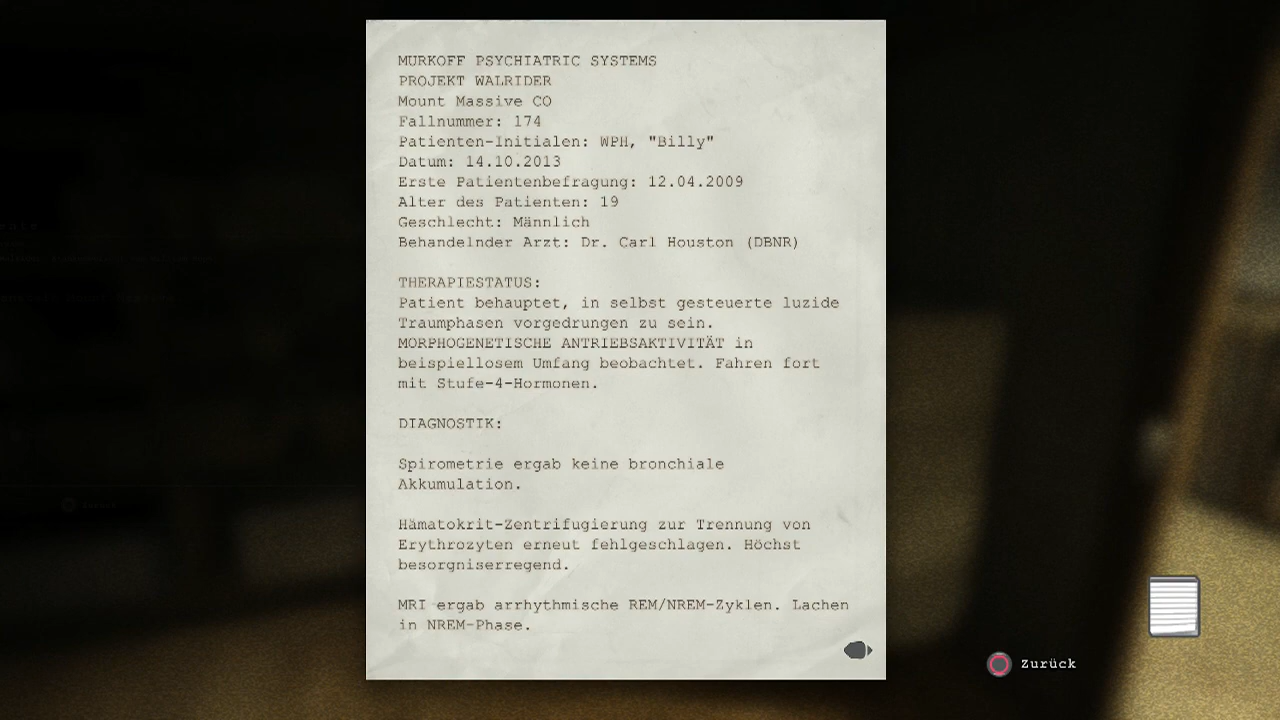 MURKOFF PSYCHIATRIC SYSTEMS
PROJEKT WALRIDER
Mount Massive CO
Fallnummer: 174
Patienten-Initialen: WPH, "Billy"
Datum: 14.10.2013
Erste Patientenbefragung: 12.04.2009
Alter des Patienten: 19
Geschlecht: Männlich
Behandelnder Arzt: Dr. Carl Houston (DBNR)
THERAPIESTATUS:
Patient behauptet, in selbst gesteuerte luzide
Traumphasen vorgedrungen zu sein.
MORPHOGENETISCHE ANTRIEBSAKTIVITÄT in
beispiellosem Umfang beobachtet. Fahren fort
mit Stufe-4-Hormonen.
DIAGNOSTIK:
Spirometrie ergab keine bronchiale
Akkumulation.
Hämatokrit-Zentrifugierung zur Trennung von
Erythrozyten erneut fehlgeschlagen. Höchst
besorgniserregend.
MRI ergab arrhythmische REM/NREM-Zyklen. Lachen
in NREM-Phase.
Zurück